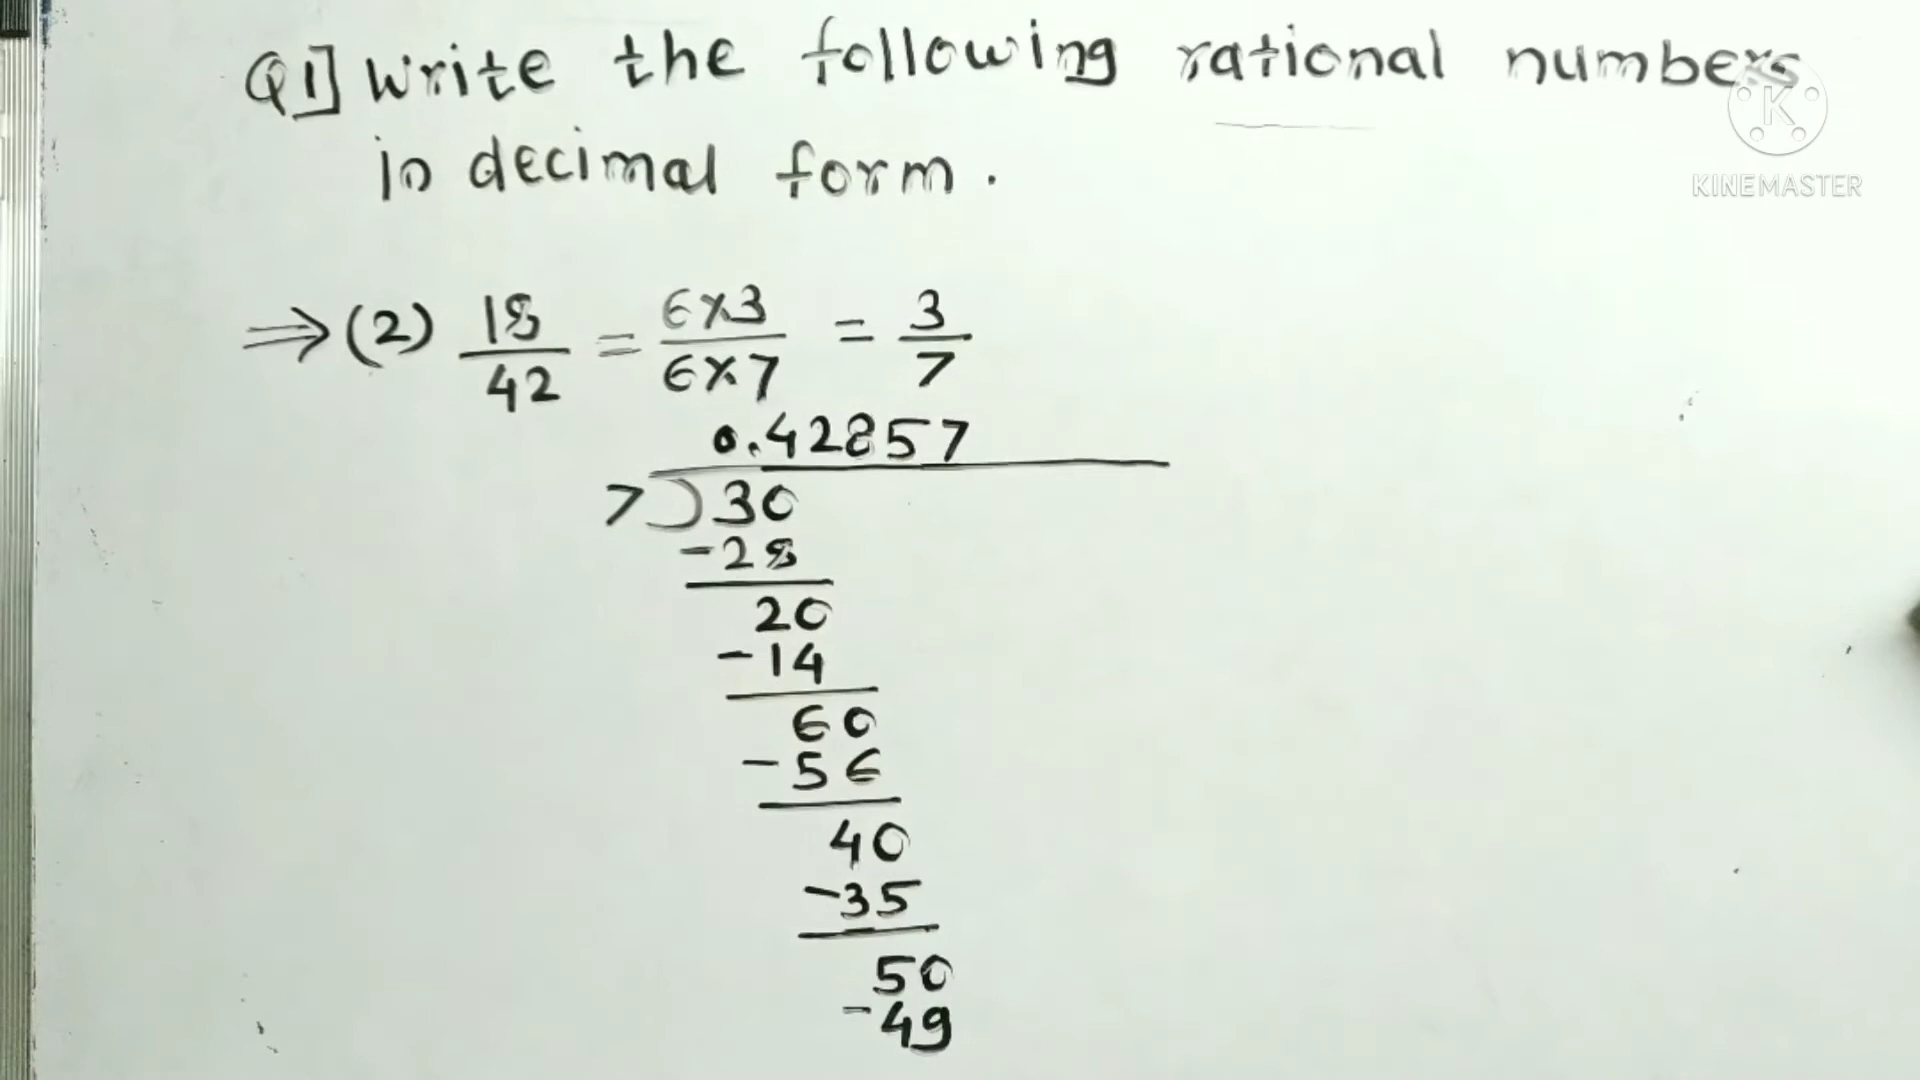 Q1] Write the following rational numbers
in decimal form.
K
KINEMASTER
⇒ (2) 18/42 = 6×3/6×7 = 3/7
0.42857
7)30
-28
20
-14
60
-56
40
-35
50
-49